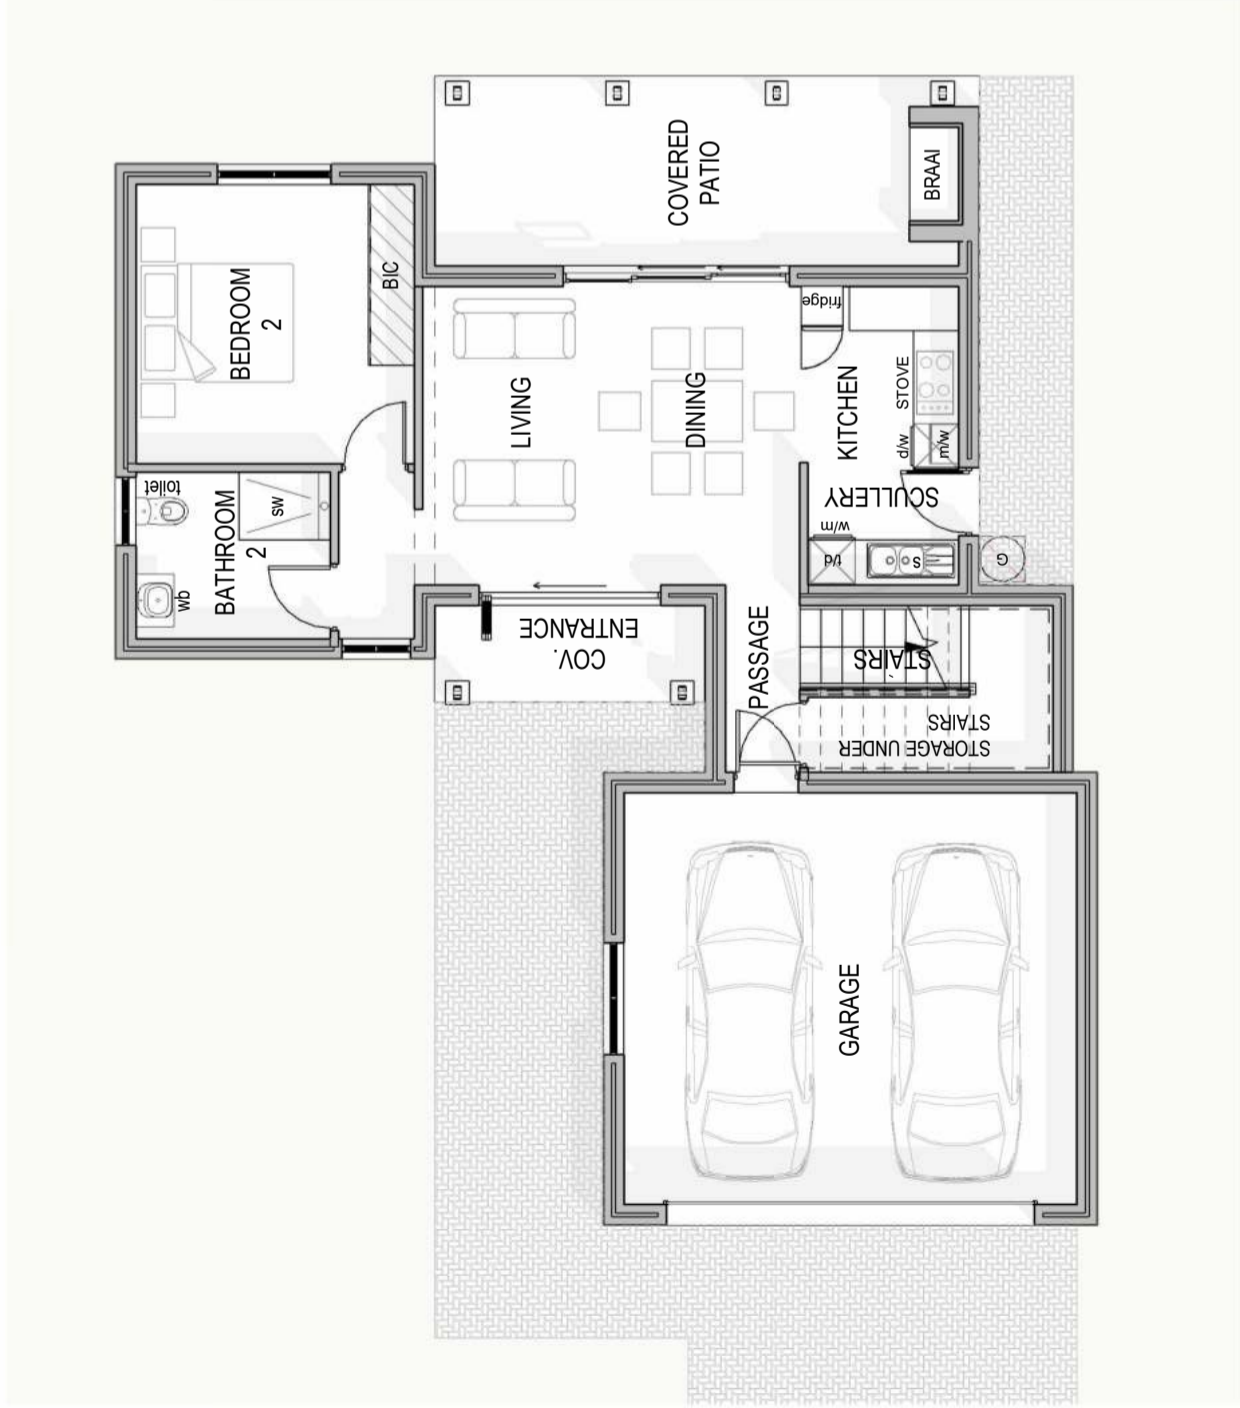 COVERED
PATIO
BRAAI
BEDROOM
2
BIC
fridge
LIVING
DINING
KITCHEN
STOVE
d/w
m/w
toilet
BATHROOM
2
sw
wb
SCULLERY
w/m
t/d
S
G
COV.
ENTRANCE
PASSAGE
STAIRS
STORAGE UNDER
STAIRS
GARAGE